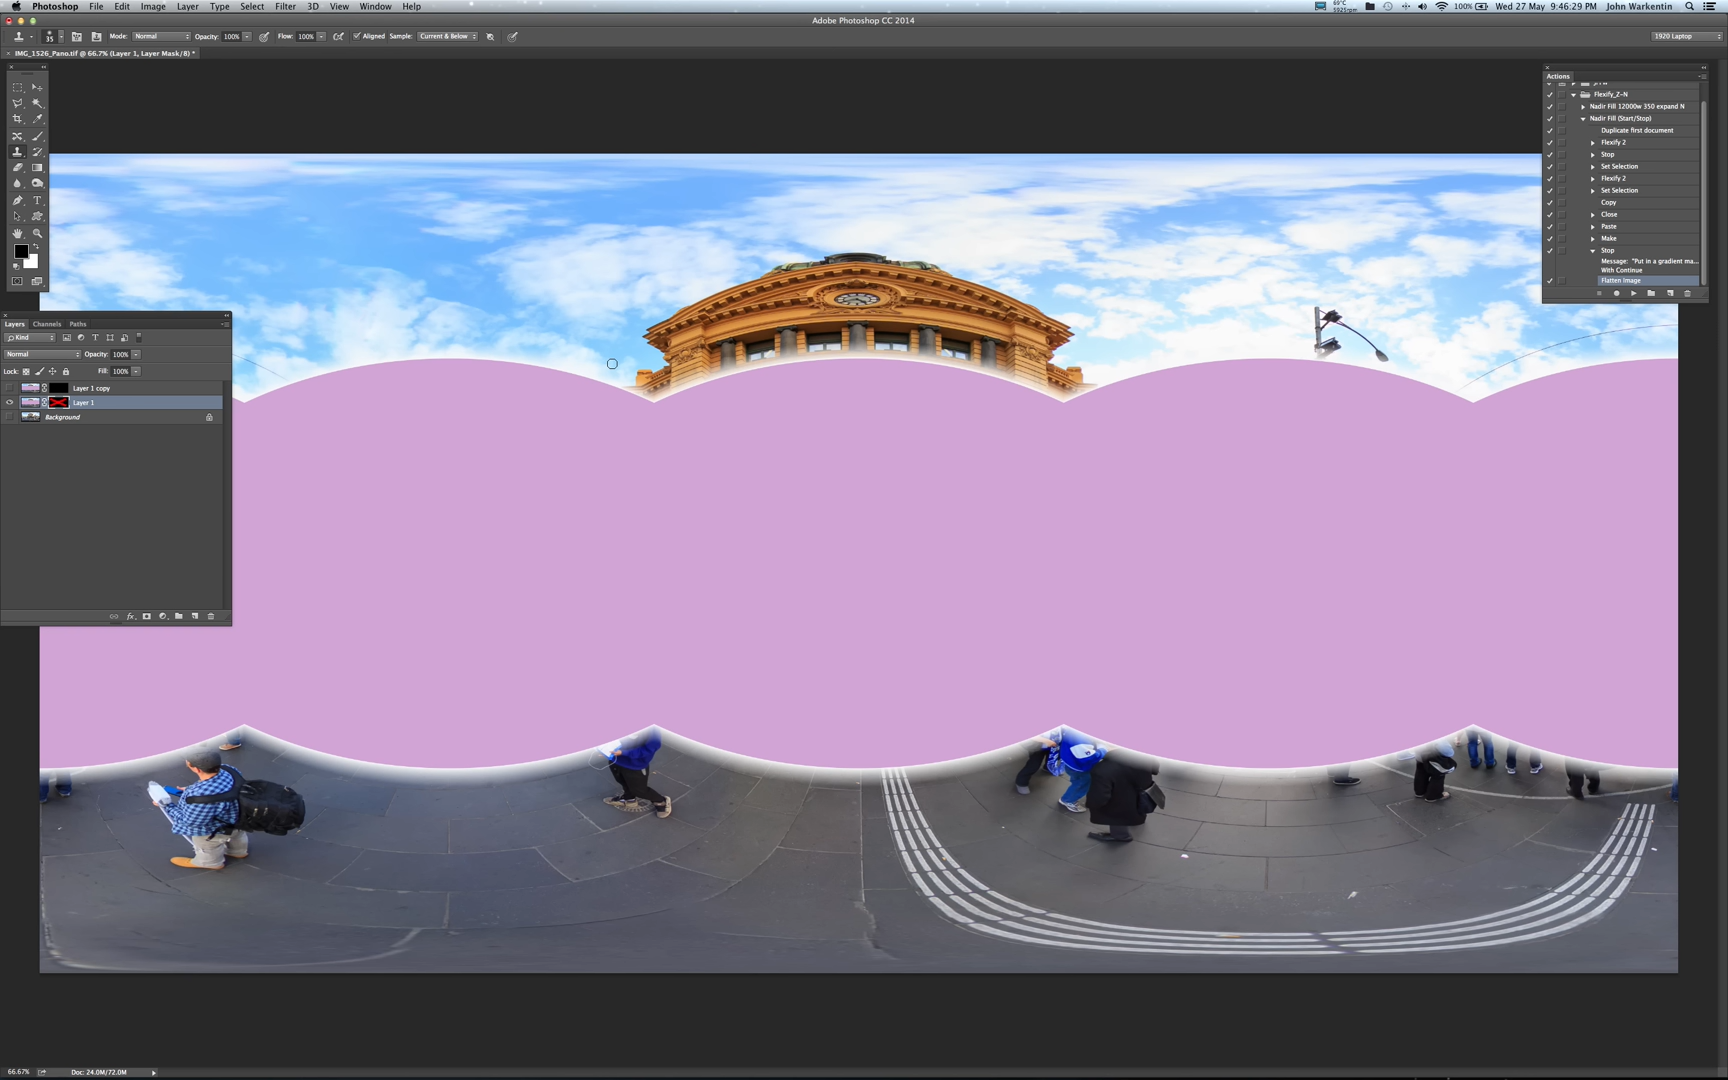 Photoshop File Edit Image Layer Type Select Filter 3D View Window Help 69°C 5925rpm 100% Wed 27 May 9:46:29 PM John Warkentin
Adobe Photoshop CC 2014
35 Mode: Normal Opacity: 100% Flow: 100% Aligned Sample: Current & Below 1920 Laptop
IMG_1526_Pano.tif @ 66.7% (Layer 1, Layer Mask/8) *
Actions
Flexify_Z-N
Nadir Fill 12000w 350 expand N
Nadir Fill (Start/Stop)
Duplicate first document
Flexify 2
Stop
Set Selection
Flexify 2
Set Selection
Copy
Close
Paste
Make
Stop
Message: "Put in a gradient ma...
With Continue
Flatten Image
Layers Channels Paths
Kind
Normal Opacity: 100%
Lock: Fill: 100%
Layer 1 copy
Layer 1
Background
fx
66.67% Doc: 24.0M/72.0M